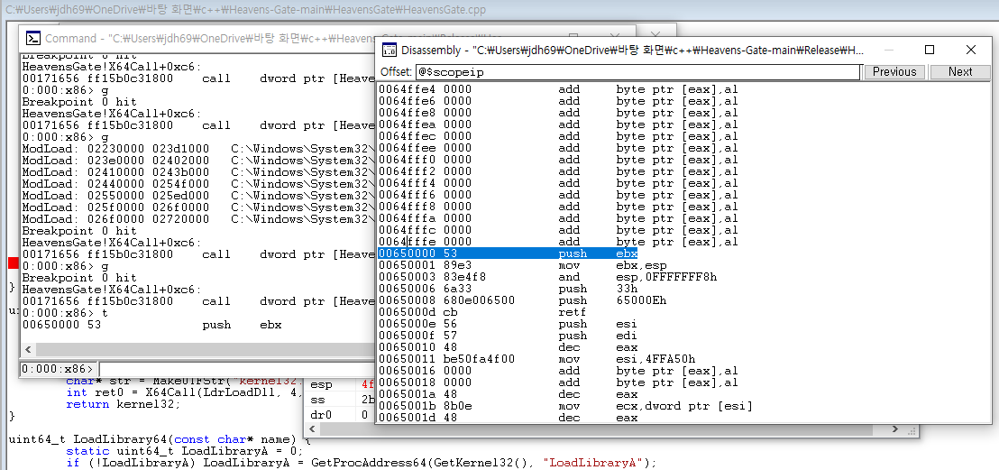 C:₩Users₩jdh69₩OneDrive₩바탕 화면₩c++₩Heavens-Gate-main₩HeavensGate₩HeavensGate.cpp
Command - "C:₩Users₩jdh69₩OneDrive₩바탕 화면₩c++₩
Breakpoint 0 hit
HeavensGate!X64Call+0xc6:
00171656 ff15b0c31800 call dword ptr [Heav
0:000:x86> g
Breakpoint 0 hit
HeavensGate!X64Call+0xc6:
00171656 ff15b0c31800 call dword ptr [Heav
0:000:x86> g
ModLoad: 02230000 023d1000 C:\Windows\System32\
ModLoad: 023e0000 02402000 C:\Windows\System32\
ModLoad: 02410000 0243b000 C:\Windows\System32\
ModLoad: 02440000 0254f000 C:\Windows\System32\
ModLoad: 02550000 025ed000 C:\Windows\System32\
ModLoad: 025f0000 026f0000 C:\Windows\System32\
ModLoad: 026f0000 02720000 C:\Windows\System32\
Breakpoint 0 hit
HeavensGate!X64Call+0xc6:
00171656 ff15b0c31800 call dword ptr [Heav
0:000:x86> g
Breakpoint 0 hit
HeavensGate!X64Call+0xc6:
00171656 ff15b0c31800 call dword ptr [Heav
0:000:x86> t
00650000 53 push ebx
0:000:x86>
Disassembly - "C:₩Users₩jdh69₩OneDrive₩바탕 화면₩c++₩Heavens-Gate-main₩Release₩H...
Offset: @$scopeip Previous Next
0064ffe4 0000 add byte ptr [eax],al
0064ffe6 0000 add byte ptr [eax],al
0064ffe8 0000 add byte ptr [eax],al
0064ffea 0000 add byte ptr [eax],al
0064ffec 0000 add byte ptr [eax],al
0064ffee 0000 add byte ptr [eax],al
0064fff0 0000 add byte ptr [eax],al
0064fff2 0000 add byte ptr [eax],al
0064fff4 0000 add byte ptr [eax],al
0064fff6 0000 add byte ptr [eax],al
0064fff8 0000 add byte ptr [eax],al
0064fffa 0000 add byte ptr [eax],al
0064fffc 0000 add byte ptr [eax],al
0064fffe 0000 add byte ptr [eax],al
00650000 53 push ebx
00650001 89e3 mov ebx,esp
00650003 83e4f8 and esp,0FFFFFFF8h
00650006 6a33 push 33h
00650008 680e006500 push 65000Eh
0065000d cb retf
0065000e 56 push esi
0065000f 57 push edi
00650010 48 dec eax
00650011 be50fa4f00 mov esi,4FFA50h
00650016 0000 add byte ptr [eax],al
00650018 0000 add byte ptr [eax],al
0065001a 48 dec eax
0065001b 8b0e mov ecx,dword ptr [esi]
0065001d 48 dec eax
esp 4f
ss 2b
dr0 0
}
ui
char* str = MakeUTFStr("kernel32.
int ret0 = X64Call(LdrLoadDll, 4,
return kernel32;
}
uint64_t LoadLibrary64(const char* name) {
static uint64_t LoadLibraryA = 0;
if (!LoadLibraryA) LoadLibraryA = GetProcAddress64(GetKernel32(), "LoadLibraryA");